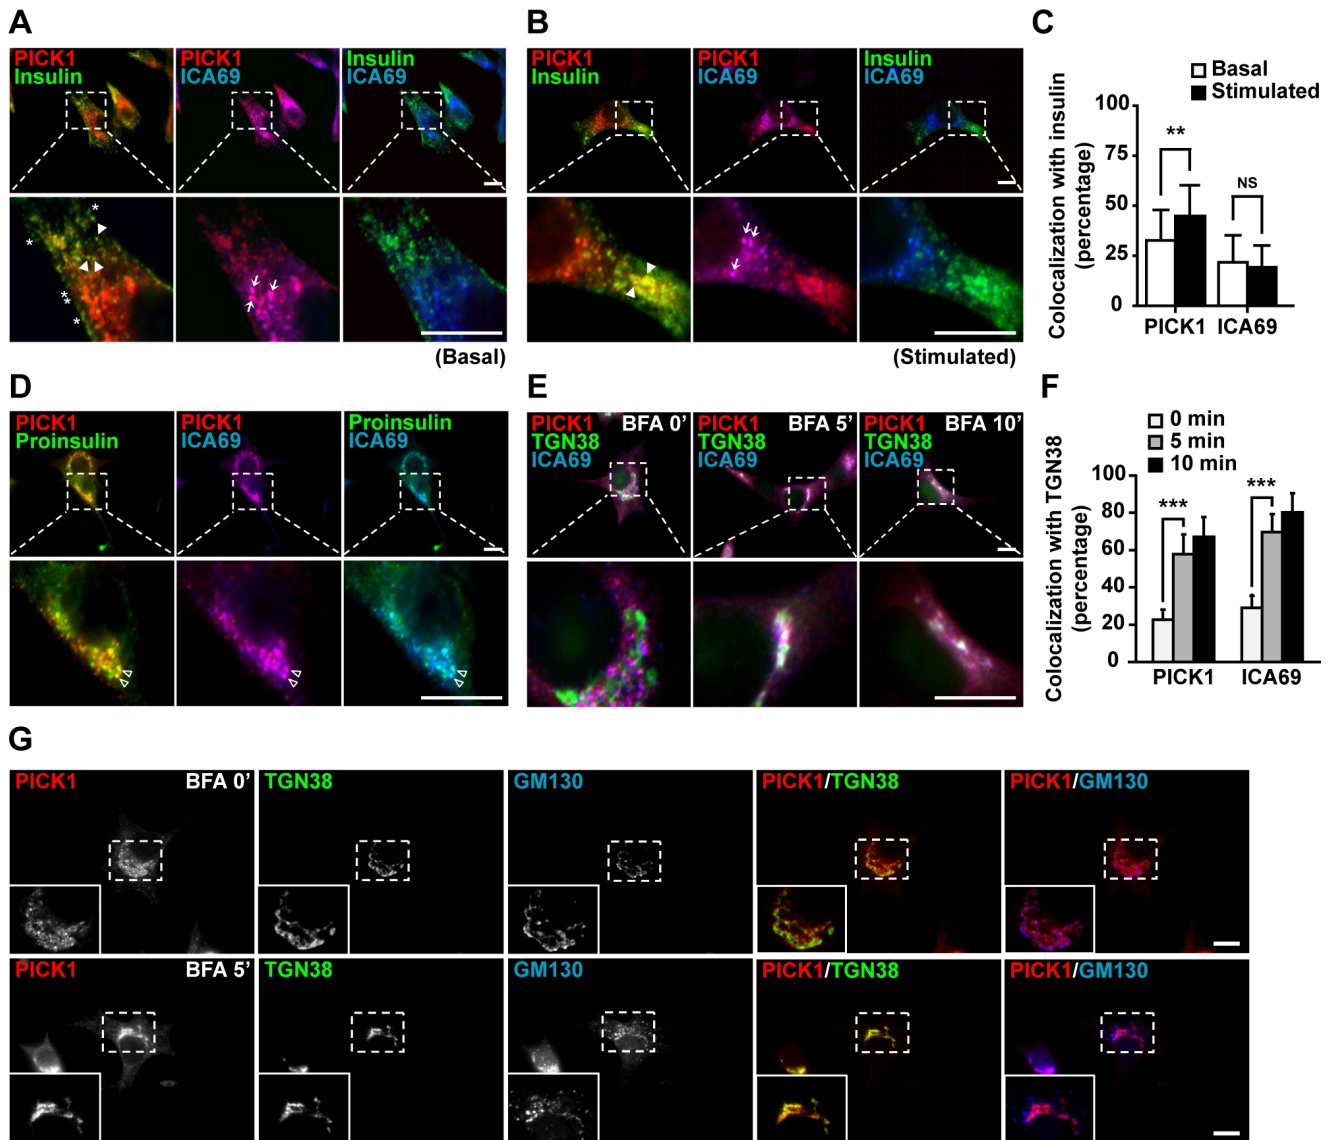 A
PICK1
Insulin
PICK1
ICA69
Insulin
ICA69
(Basal)
B
PICK1
Insulin
PICK1
ICA69
Insulin
ICA69
(Stimulated)
C
Basal
Stimulated
Colocalization with insulin
(percentage)
100
75
50
25
0
**
NS
PICK1
ICA69
D
PICK1
Proinsulin
PICK1
ICA69
Proinsulin
ICA69
E
PICK1
TGN38
ICA69
BFA 0'
PICK1
TGN38
ICA69
BFA 5'
PICK1
TGN38
ICA69
BFA 10'
F
0 min
5 min
10 min
Colocalization with TGN38
(percentage)
100
80
60
40
20
0
***
***
PICK1
ICA69
G
PICK1 BFA 0'
TGN38
GM130
PICK1/TGN38
PICK1/GM130
PICK1 BFA 5'
TGN38
GM130
PICK1/TGN38
PICK1/GM130